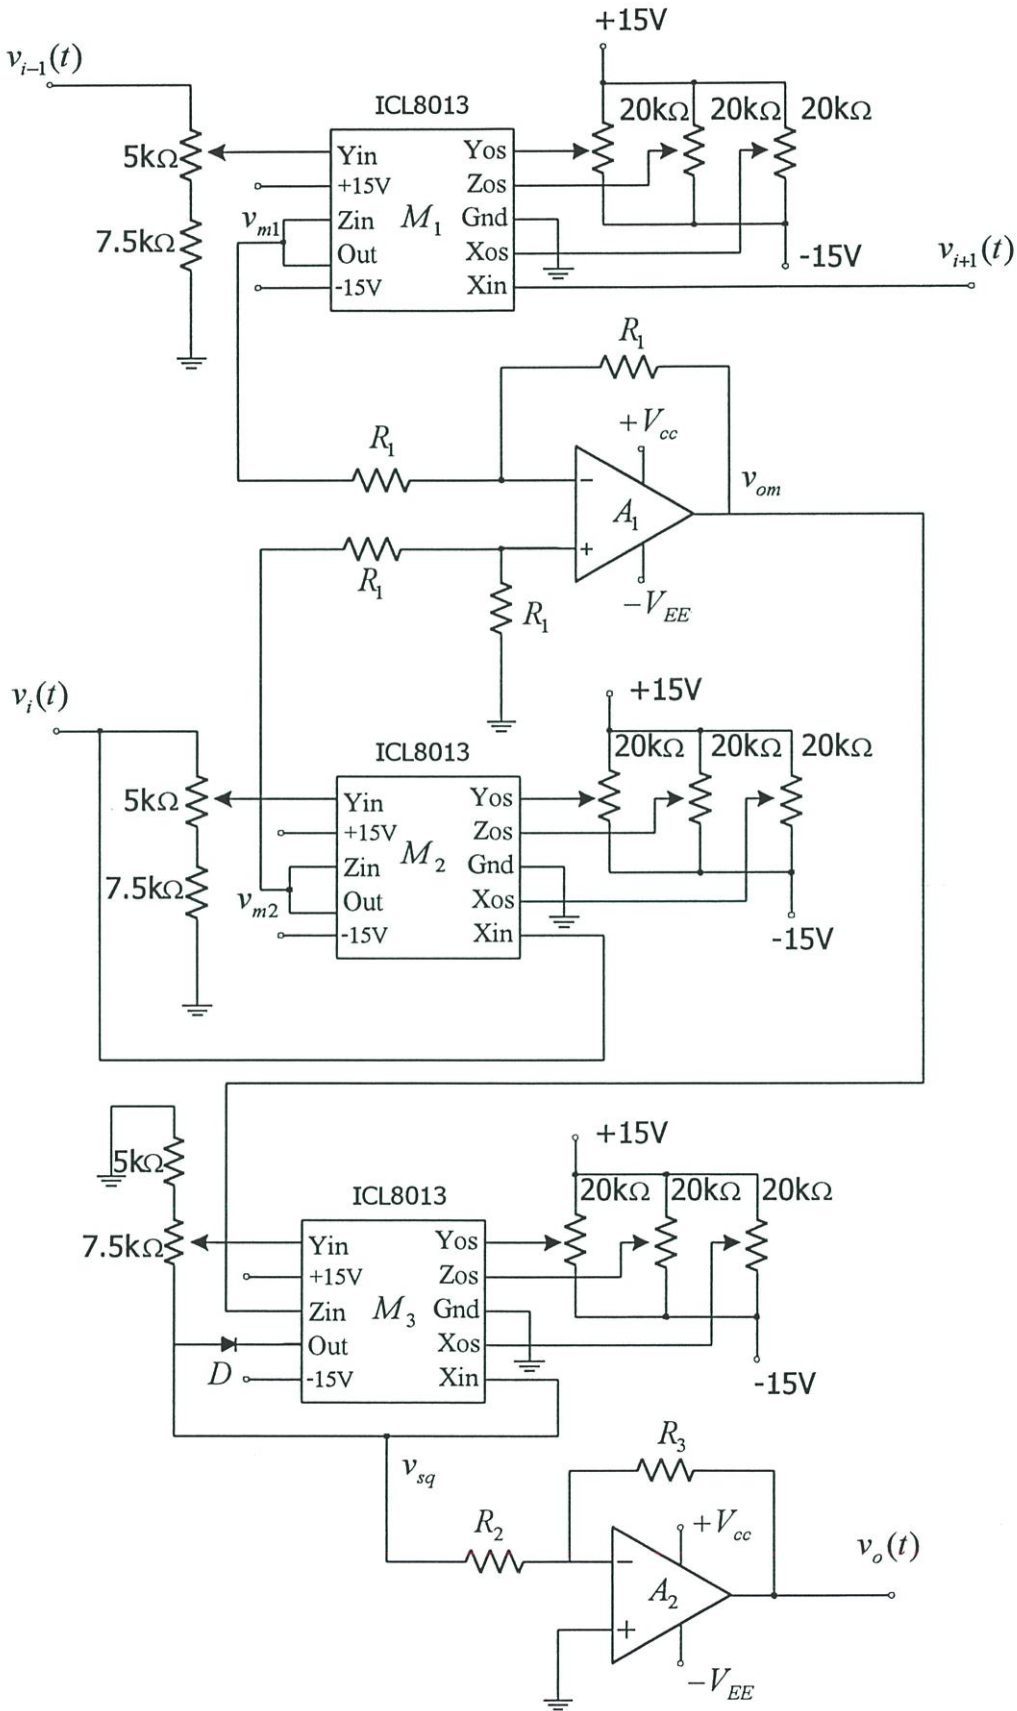 +15V
v_{i-1}(t)
ICL8013
20kΩ 20kΩ 20kΩ
5kΩ
Yin Yos
+15V Zos
v_{m1} Zin M_1 Gnd
7.5kΩ
Out Xos
-15V
v_{i+1}(t)
-15V Xin
R_1
+V_{cc}
R_1
v_{om}
−
A_1
+
R_1
R_1
−V_{EE}
v_i(t)
+15V
ICL8013
20kΩ 20kΩ 20kΩ
5kΩ
Yin Yos
+15V Zos
M_2
Zin Gnd
7.5kΩ
v_{m2}
Out Xos
-15V Xin
-15V
+15V
5kΩ
ICL8013
20kΩ 20kΩ 20kΩ
7.5kΩ
Yin Yos
+15V Zos
Zin M_3 Gnd
Out Xos
D
-15V Xin
-15V
R_3
v_{sq}
R_2
+V_{cc}
v_o(t)
−
A_2
+
−V_{EE}